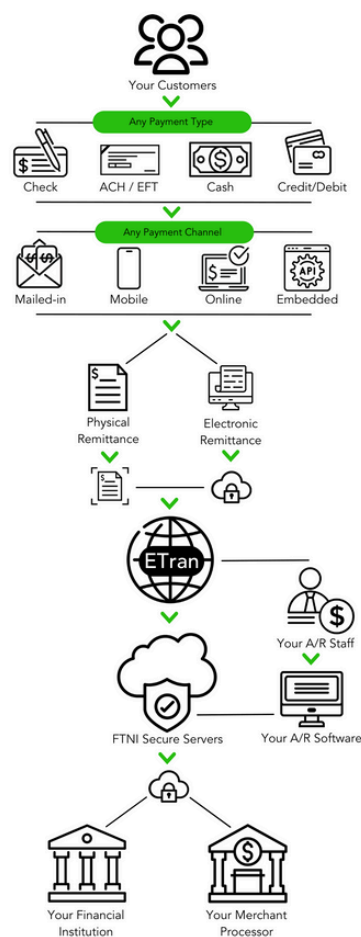 Your Customers
Any Payment Type
$
$
Check
ACH / EFT
Cash
Credit/Debit
Any Payment Channel
$ $
$
API
Mailed-in
Mobile
Online
Embedded
$
Physical
Remittance
Electronic
Remittance
$
ETran
$
Your A/R Staff
FTNI Secure Servers
Your A/R Software
$
Your Financial
Institution
Your Merchant
Processor